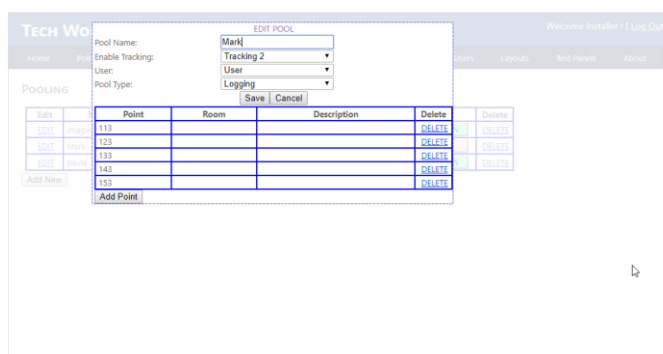 TECH WO
Welcome Installer ! [ Log Out
EDIT POOL
Pool Name: Mark
Enable Tracking: Tracking 2
User: User
Pool Type: Logging
Save Cancel
Home Users Layouts Test Panels About
POOLING
Edit Delete
EDIT DELETE
EDIT Mark DELETE
EDIT paule DELETE
Add New
Point Room Description Delete
113 DELETE
123 DELETE
133 DELETE
143 DELETE
153 DELETE
Add Point